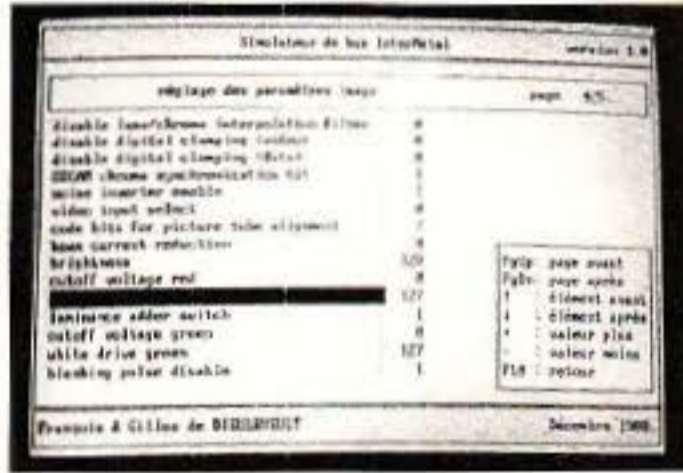 Simulateur de bus InterMetal
version 1.0
réglage des paramètres image
page 4/5
disable luma/chroma interpolation filter 0
disable digital clamping 0
disable digital clamping 0
SECAM chroma synchronisation bit 1
noise inverter enable 1
video input select 0
code bits for picture tube alignment 7
beam current reduction 0
brightness
cutoff voltage red 0
127
luminance adder switch 1
cutoff voltage green 0
white drive green 127
blanking pulse disable 1
PgUp page avant
PgDn page après
: élément avant
: élément après
+ : valeur plus
- : valeur moins
F10 : retour
François & Gilles de
Décembre